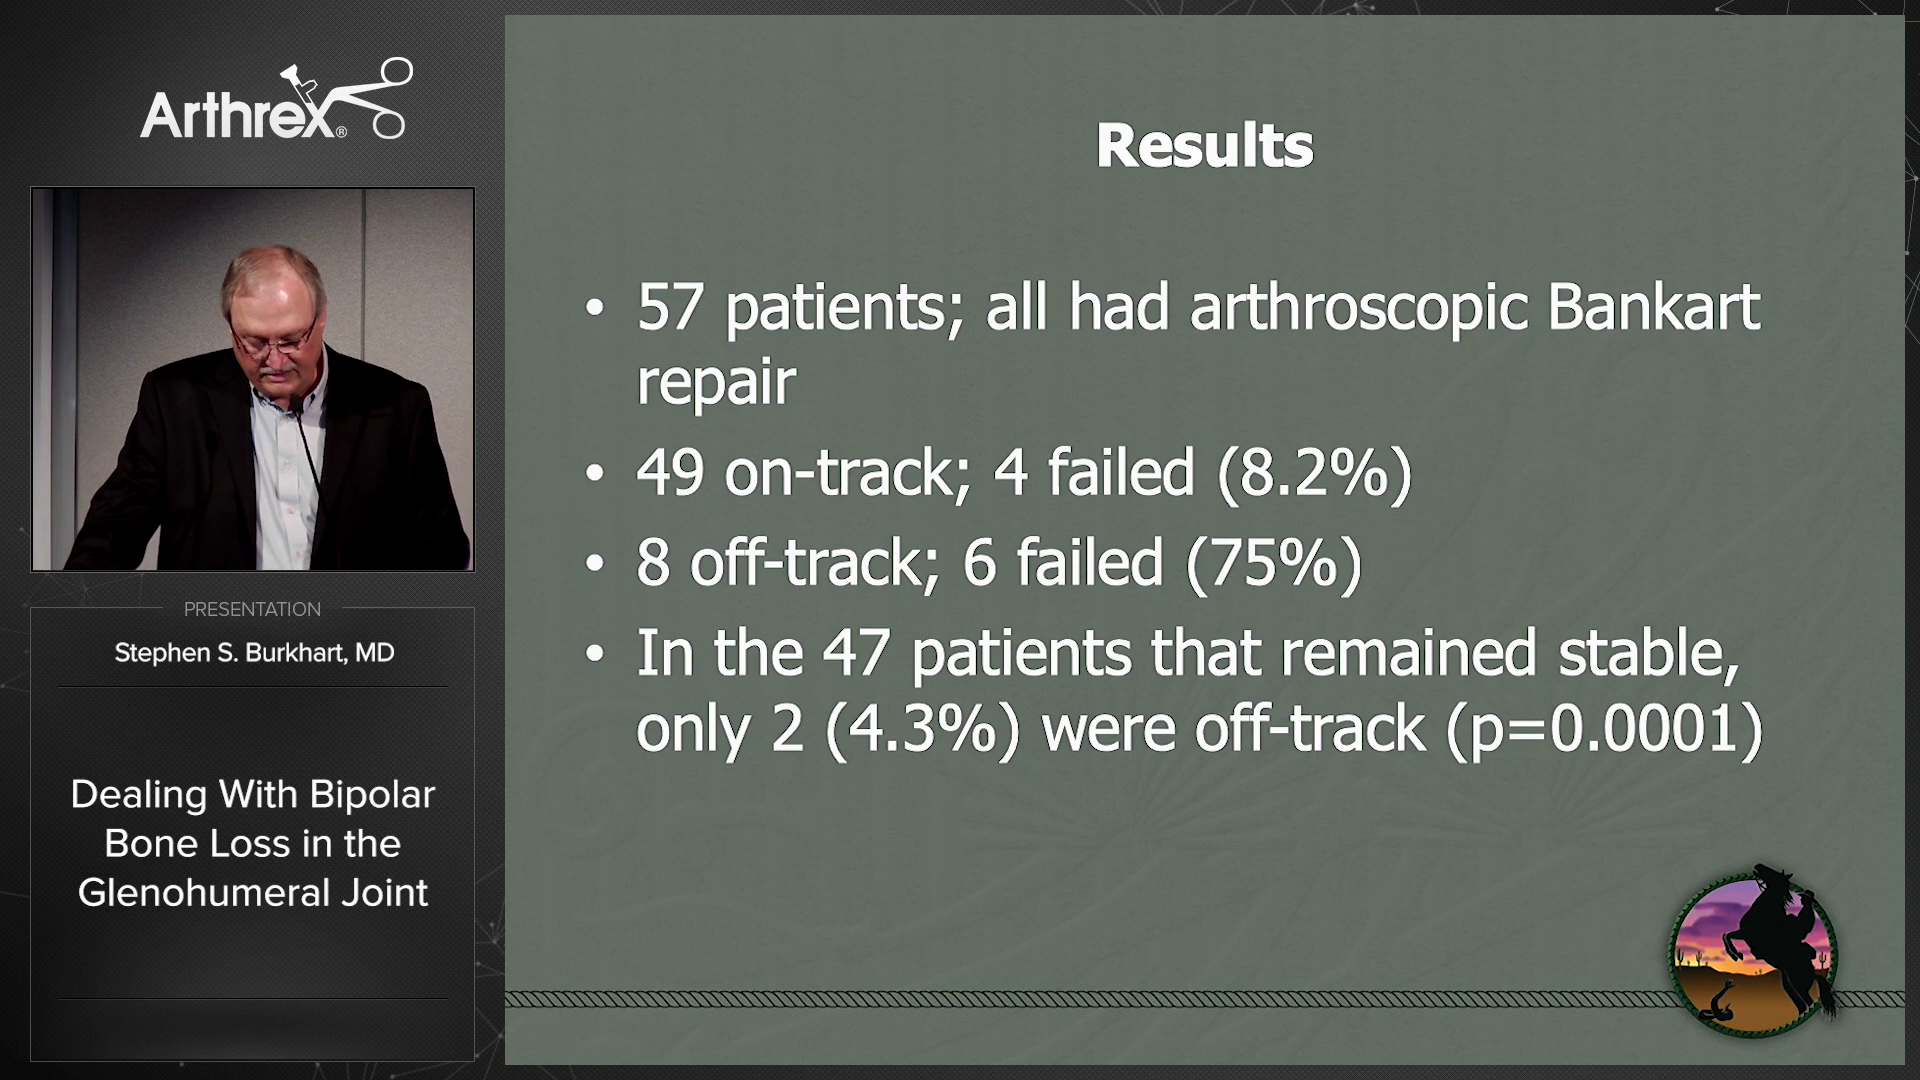 Arthrex®
PRESENTATION
Stephen S. Burkhart, MD
Dealing With Bipolar
Bone Loss in the
Glenohumeral Joint
Results
• 57 patients; all had arthroscopic Bankart
repair
• 49 on-track; 4 failed (8.2%)
• 8 off-track; 6 failed (75%)
• In the 47 patients that remained stable,
only 2 (4.3%) were off-track (p=0.0001)